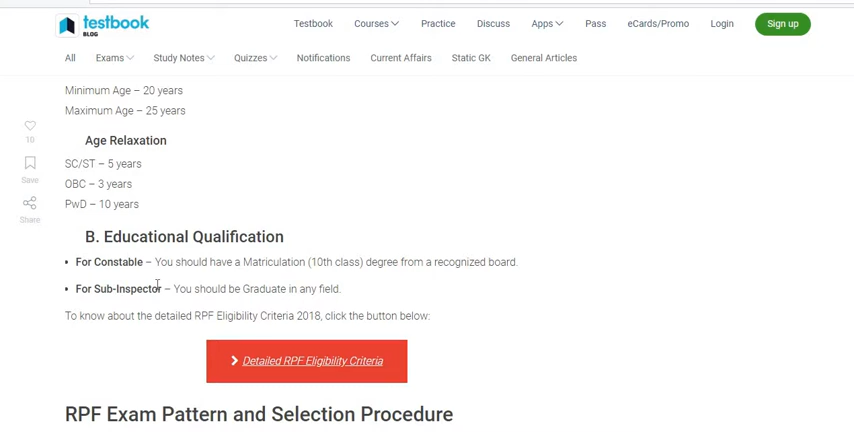 testbook
BLOG
Testbook Courses Practice Discuss Apps Pass eCards/Promo Login Sign up
All Exams Study Notes Quizzes Notifications Current Affairs Static GK General Articles
Minimum Age – 20 years
Maximum Age – 25 years
10
Age Relaxation
SC/ST – 5 years
Save
OBC – 3 years
PwD – 10 years
Share
B. Educational Qualification
• For Constable – You should have a Matriculation (10th class) degree from a recognized board.
• For Sub-Inspector – You should be Graduate in any field.
To know about the detailed RPF Eligibility Criteria 2018, click the button below:
Detailed RPF Eligibility Criteria
RPF Exam Pattern and Selection Procedure